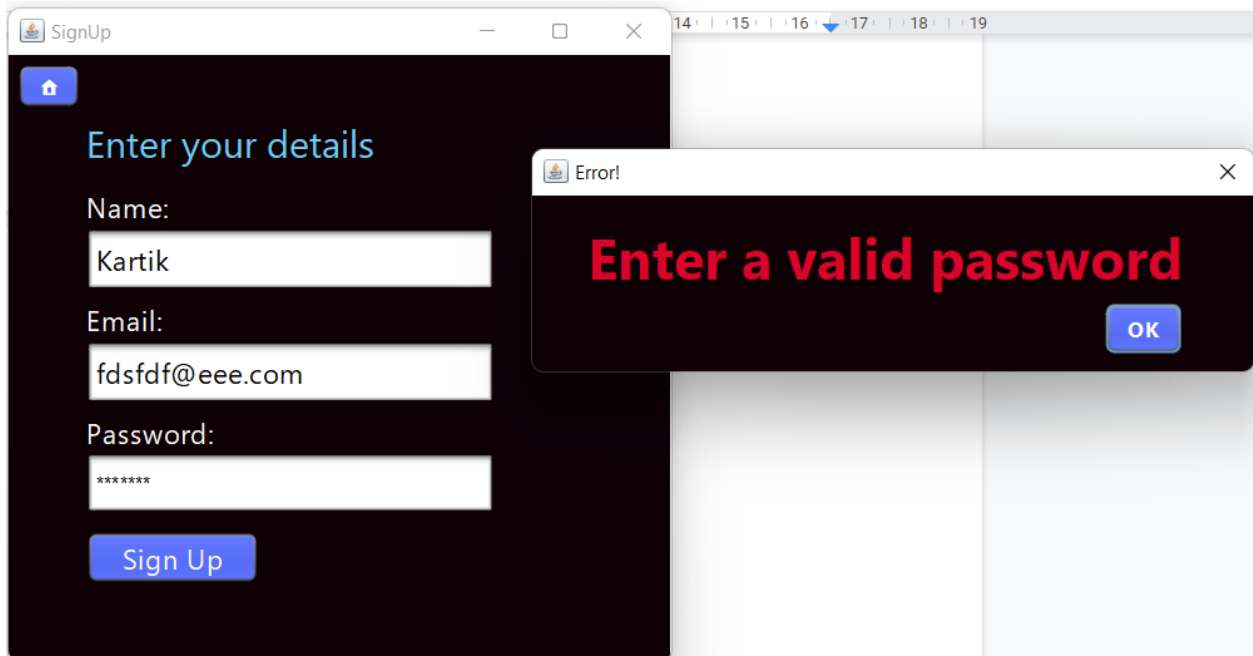 SignUp
14 15 16 17 18 19
Enter your details
Name:
Kartik
Email:
fdsfdf@eee.com
Password:
*******
Sign Up
Error!
Enter a valid password
OK